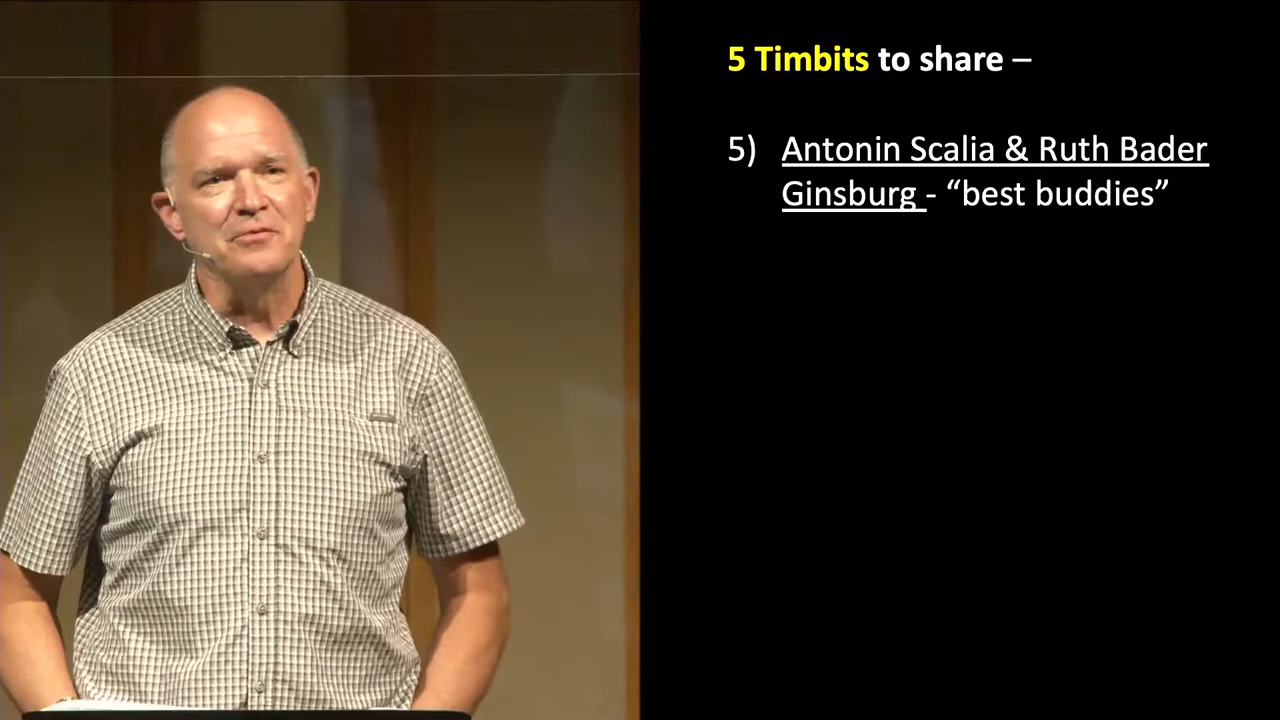 5 Timbits to share –
5) Antonin Scalia & Ruth Bader
Ginsburg - “best buddies”